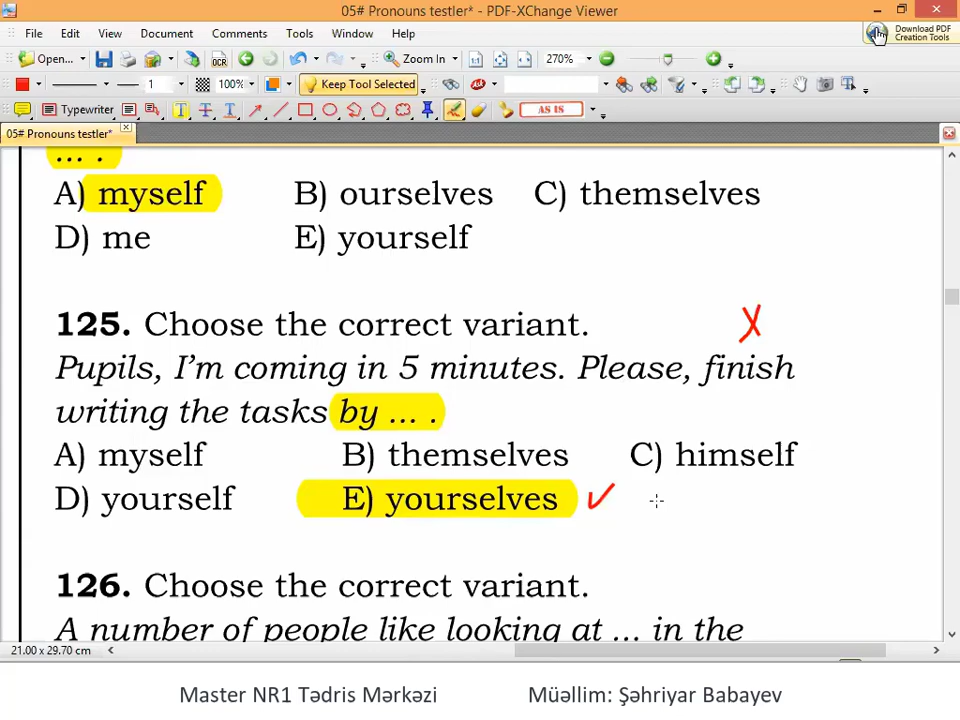 05# Pronouns testler* - PDF-XChange Viewer
File Edit View Document Comments Tools Window Help
Download PDF
Creation Tools
Open... OCR Zoom In 270%
1 100% Keep Tool Selected
Typewriter AS IS
05# Pronouns testler*
... .
A) myself B) ourselves C) themselves
D) me E) yourself
125. Choose the correct variant.
Pupils, I'm coming in 5 minutes. Please, finish
writing the tasks by ... .
A) myself B) themselves C) himself
D) yourself E) yourselves
126. Choose the correct variant.
A number of people like looking at ... in the
21.00 x 29.70 cm
Master NR1 Tədris Mərkəzi Müəllim: Şəhriyar Babayev